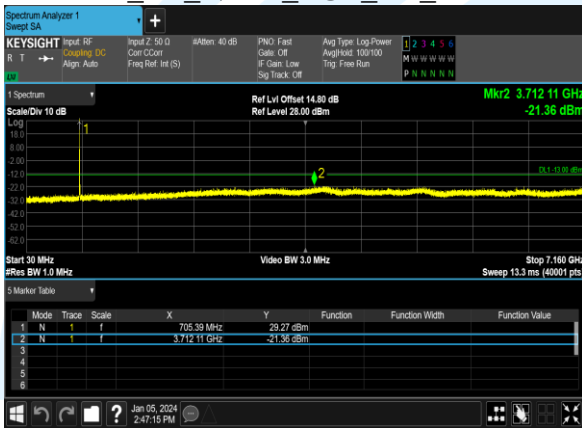 Spectrum Analyzer 1
Swept SA
+
KEYSIGHT Input: RF Input Z: 50 Ω #Atten: 40 dB PNO: Fast Avg Type: Log-Power 1 2 3 4 5 6
R T Coupling: DC Corr CCorr Gate: Off Avg|Hold: 100/100 M W W W W W
Align: Auto Freq Ref: Int (S) IF Gain: Low Trig: Free Run
LV Sig Track: Off P N N N N N
1 Spectrum Ref Lvl Offset 14.80 dB Mkr2 3.712 11 GHz
Scale/Div 10 dB Ref Level 28.00 dBm -21.36 dBm
Log
18.0
8.00
-2.00
-12.0
-22.0
-32.0
-42.0
-52.0
-62.0
1
2
DL1 -13.00 dBm
Start 30 MHz Video BW 3.0 MHz Stop 7.160 GHz
#Res BW 1.0 MHz Sweep 13.3 ms (40001 pts
5 Marker Table
Mode Trace Scale X Y Function Function Width Function Value
1 N 1 f 705.39 MHz 29.27 dBm
2 N 1 f 3.712 11 GHz -21.36 dBm
3
4
5
6
? Jan 05, 2024
2:47:15 PM